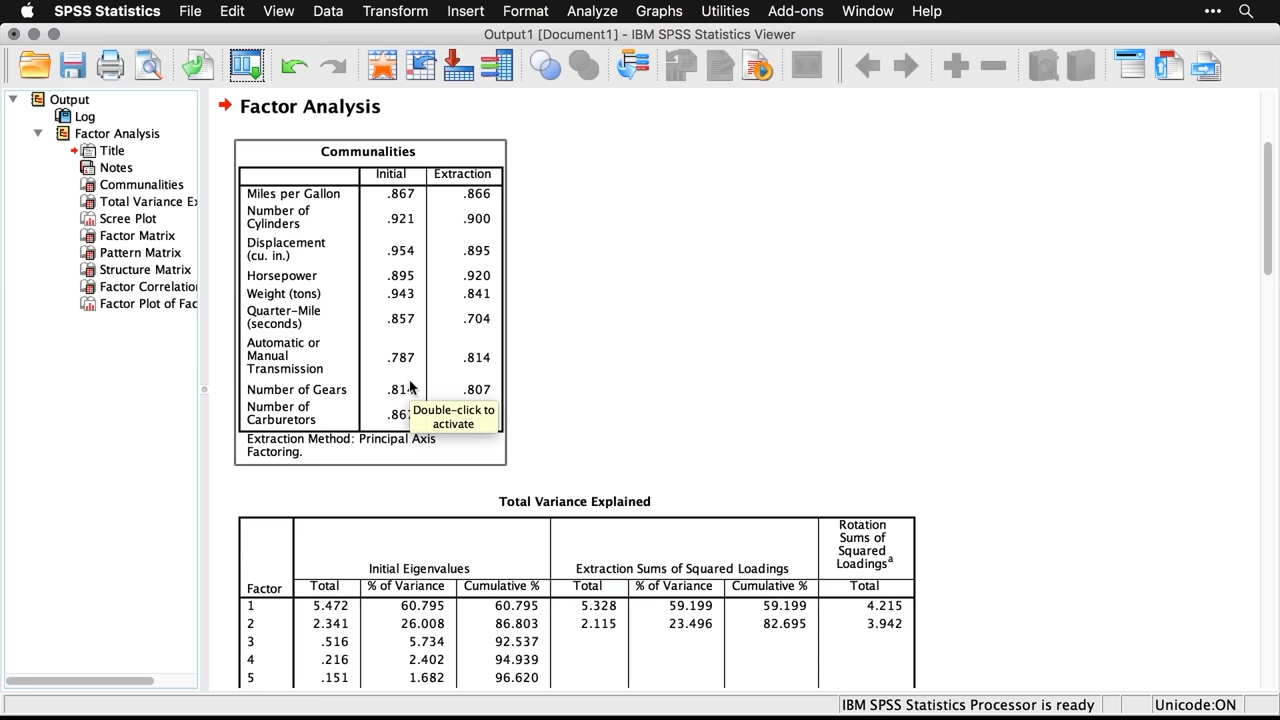 SPSS Statistics File Edit View Data Transform Insert Format Analyze Graphs Utilities Add-ons Window Help
Output1 [Document1] - IBM SPSS Statistics Viewer
Output
Log
Factor Analysis
Title
Notes
Communalities
Total Variance Ex
Scree Plot
Factor Matrix
Pattern Matrix
Structure Matrix
Factor Correlation
Factor Plot of Fac
Factor Analysis
Communalities
Initial Extraction
Miles per Gallon .867 .866
Number of
Cylinders .921 .900
Displacement
(cu. in.) .954 .895
Horsepower .895 .920
Weight (tons) .943 .841
Quarter-Mile
(seconds) .857 .704
Automatic or
Manual
Transmission .787 .814
Number of Gears .81 .807
Number of
Carburetors .86
Double-click to
activate
Extraction Method: Principal Axis
Factoring.
Total Variance Explained
Factor Initial Eigenvalues Extraction Sums of Squared Loadings Rotation
Sums of
Squared
Loadingsa
Total % of Variance Cumulative % Total % of Variance Cumulative % Total
1 5.472 60.795 60.795 5.328 59.199 59.199 4.215
2 2.341 26.008 86.803 2.115 23.496 82.695 3.942
3 .516 5.734 92.537
4 .216 2.402 94.939
5 .151 1.682 96.620
IBM SPSS Statistics Processor is ready Unicode:ON